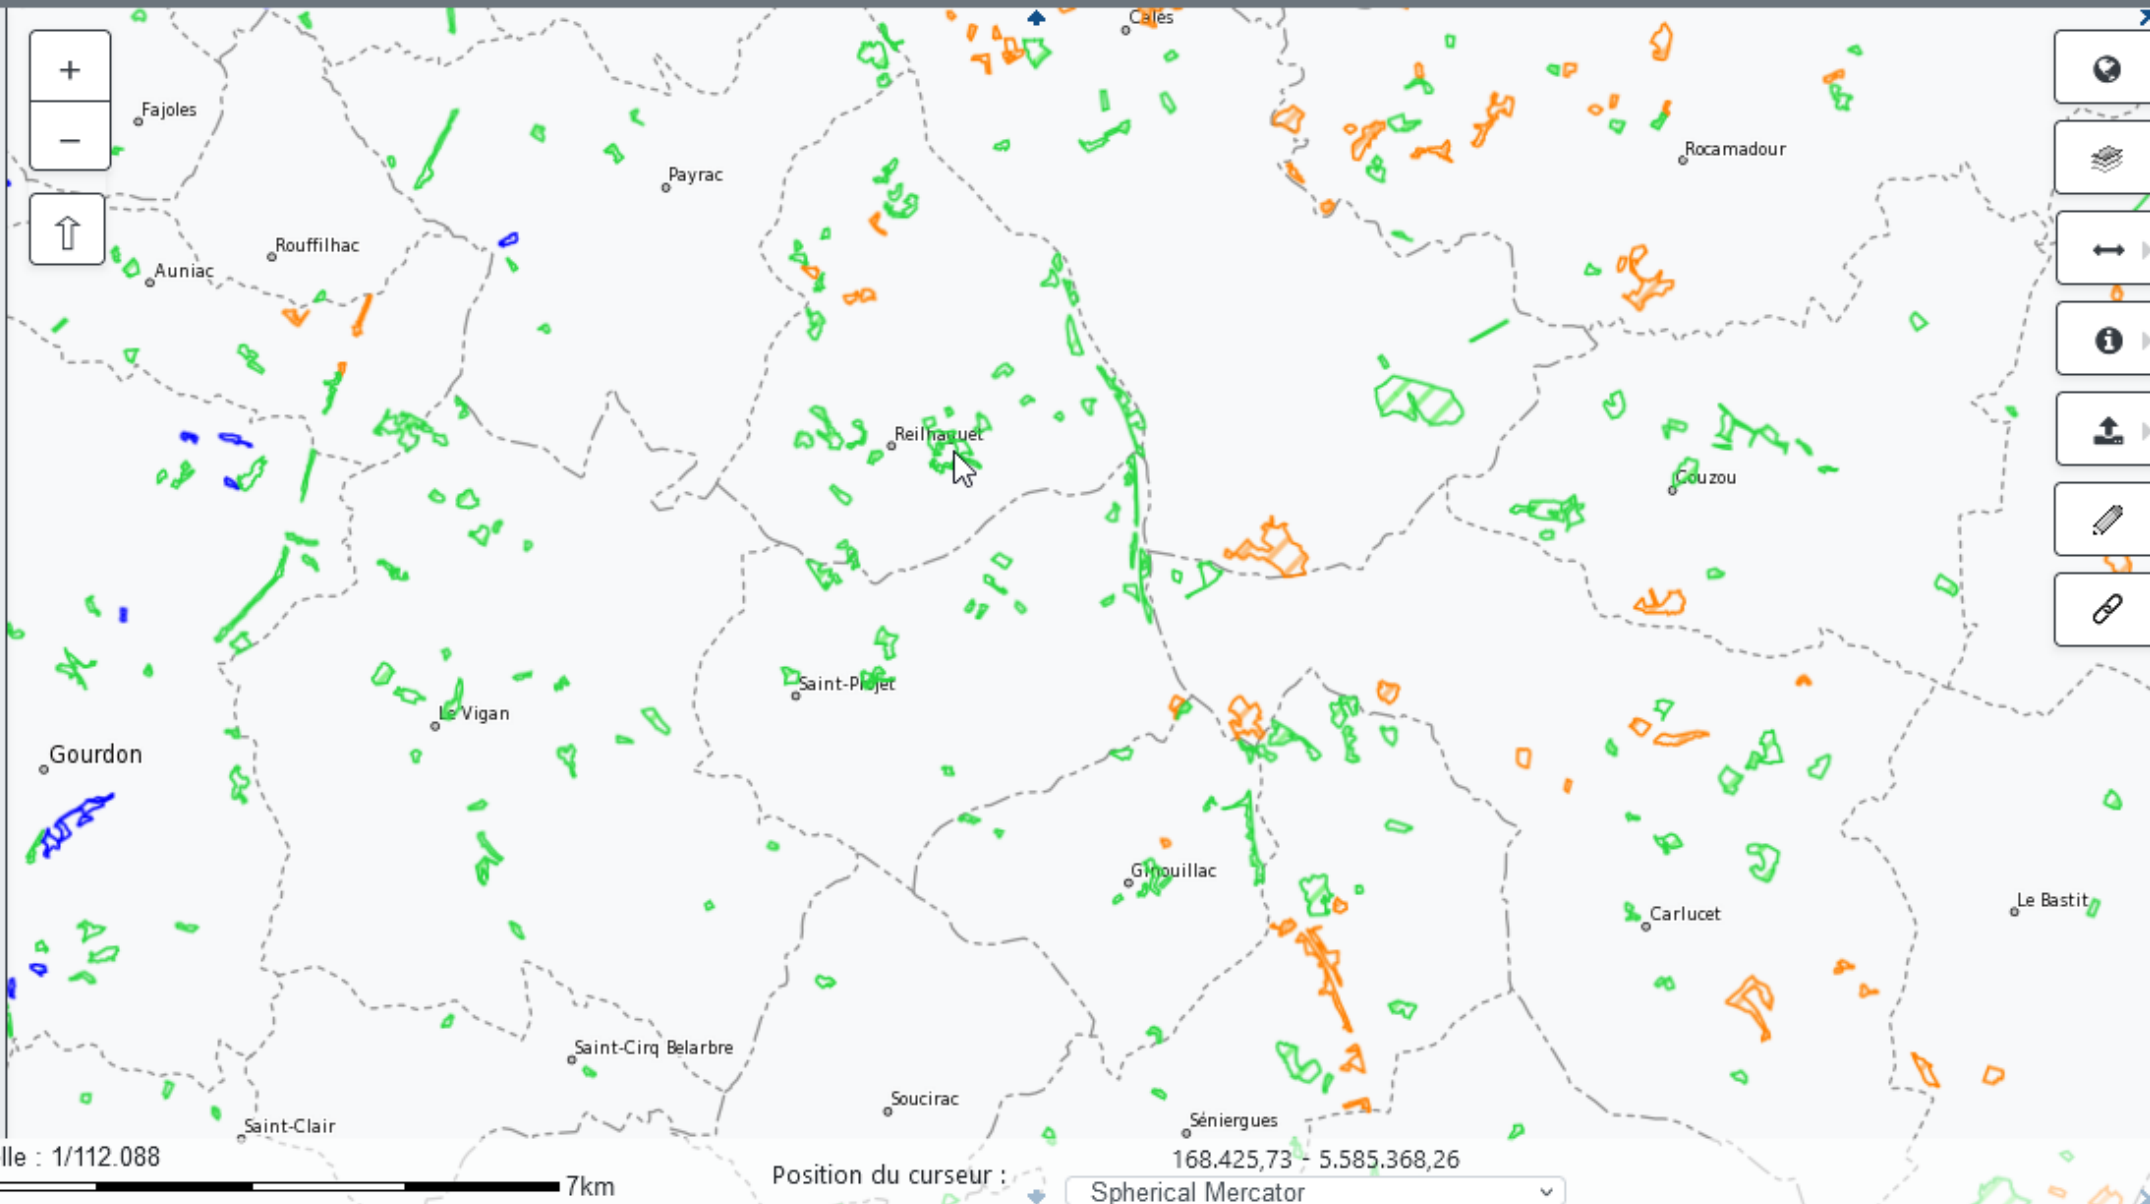 Calès
+
Fajoles
−
Rocamadour
Payrac
Rouffilhac
Auniac
Reilhaguet
Couzou
Saint-Projet
Le Vigan
Gourdon
Ginouillac
Le Bastit
Carlucet
Saint-Cirq Belarbre
Soucirac
Séniergues
Saint-Clair
lle : 1/112.088
168.425,73 - 5.585.368,26
Position du curseur :
7km
Spherical Mercator